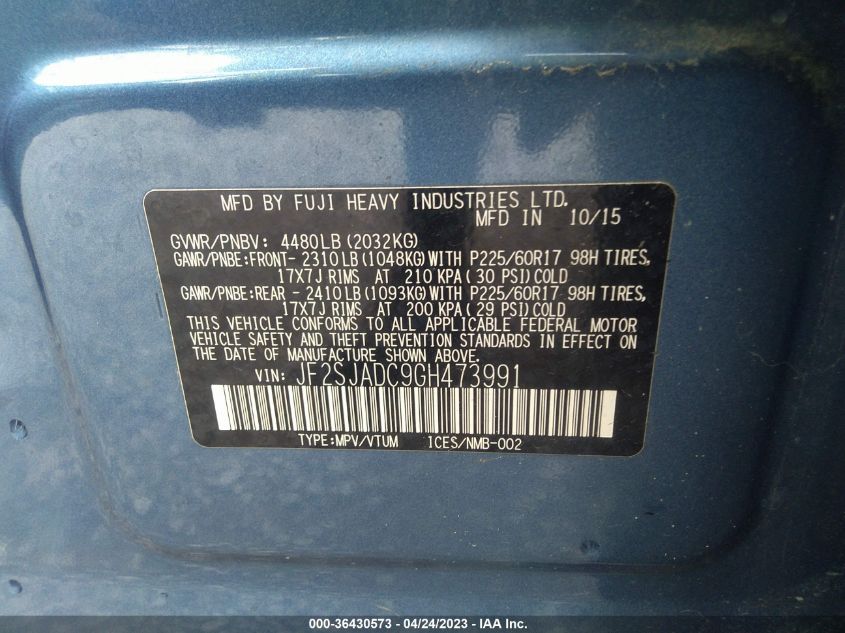 MFD BY FUJI HEAVY INDUSTRIES LTD.
MFD IN 10/15
GVWR/PNBV: 4480LB(2032KG)
GAWR/PNBE:FRONT- 2310LB(1048KG)WITH P225/60R17 98H TIRES,
17X7J RIMS AT 210 KPA(30 PSI)COLD
GAWR/PNBE:REAR - 2410LB(1093KG)WITH P225/60R17 98H TIRES,
17X7J RIMS AT 200 KPA(29 PSI)COLD
THIS VEHICLE CONFORMS TO ALL APPLICABLE FEDERAL MOTOR
VEHICLE SAFETY AND THEFT PREVENTION STANDARDS IN EFFECT ON
THE DATE OF MANUFACTURE SHOWN ABOVE.
VIN: JF2SJADC9GH473991
TYPE:MPV/VTUM ICES/NMB-002
000-36430573 - 04/24/2023 - IAA Inc.